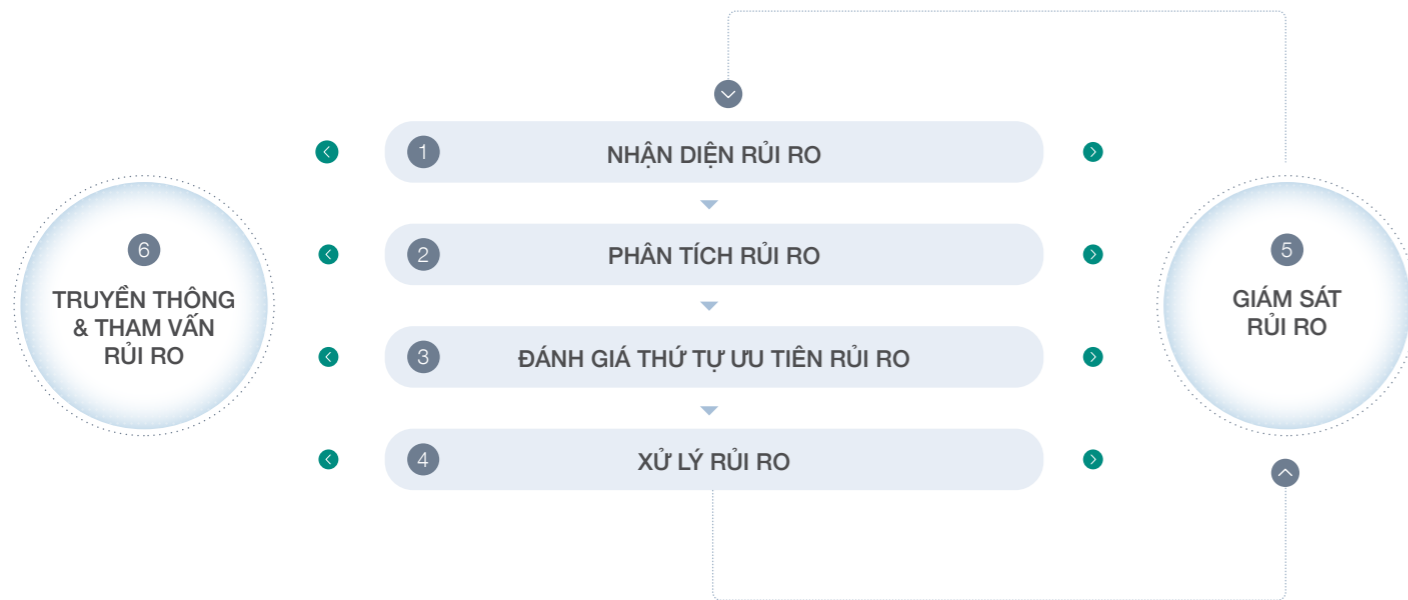 1
NHẬN DIỆN RỦI RO
2
PHÂN TÍCH RỦI RO
3
ĐÁNH GIÁ THỨ TỰ ƯU TIÊN RỦI RO
4
XỬ LÝ RỦI RO
5
GIÁM SÁT
RỦI RO
6
TRUYỀN THÔNG
& THAM VẤN
RỦI RO